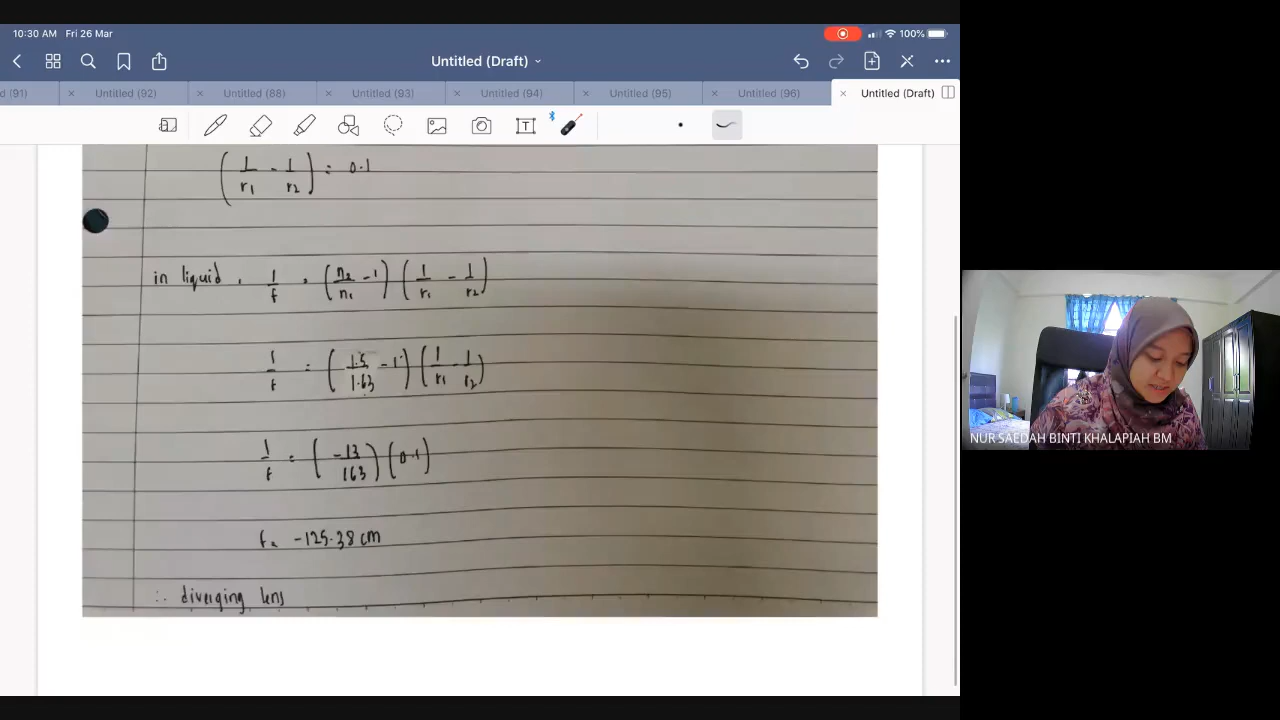 10:30 AM Fri 26 Mar
100%
Untitled (Draft)
d (91)
Untitled (92)
Untitled (88)
Untitled (93)
Untitled (94)
Untitled (95)
Untitled (96)
Untitled (Draft)
(1/r1 - 1/r2) = 0.1
in liquid, 1/f = (n2/n1 - 1) (1/r1 - 1/r2)
1/f = (1.5/1.63 - 1) (1/r1 - 1/r2)
1/f = (-13/163) (0.1)
f = -125.38 cm
∴ diverging lens
NUR SAEDAH BINTI KHALAPIAH BM